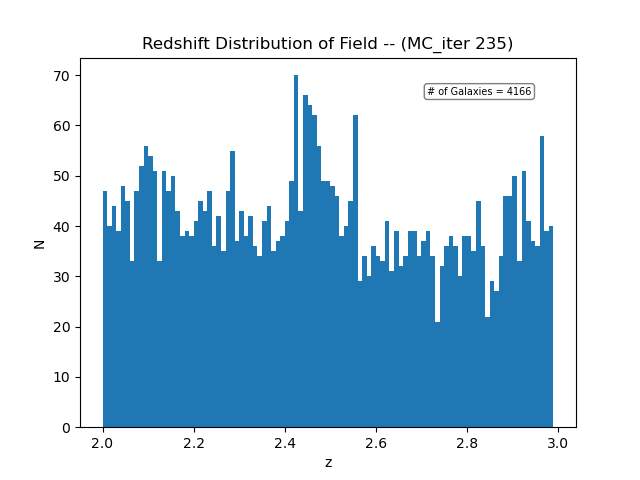 Redshift Distribution of Field -- (MC_iter 235)
# of Galaxies = 4166
70
60
50
40
30
20
10
0
N
2.0 2.2 2.4 2.6 2.8 3.0
z